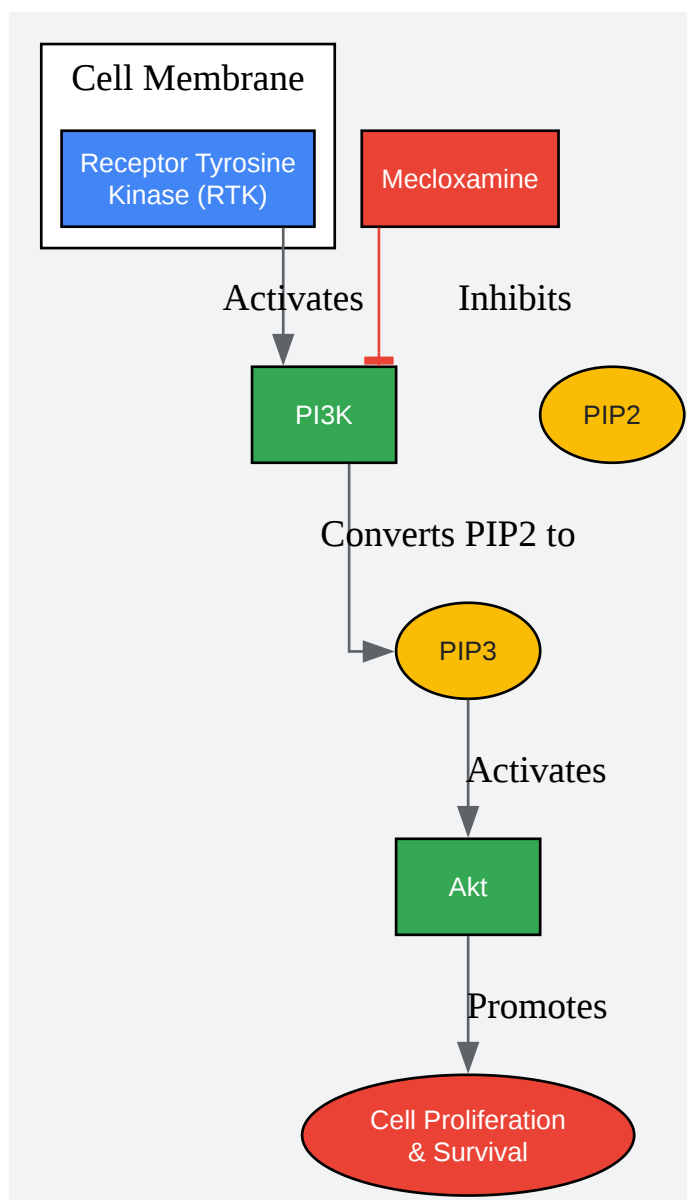 Cell Membrane
Receptor Tyrosine
Kinase (RTK)
Mecloxamine
Activates
Inhibits
PI3K
PIP2
Converts PIP2 to
PIP3
Activates
Akt
Promotes
Cell Proliferation
& Survival